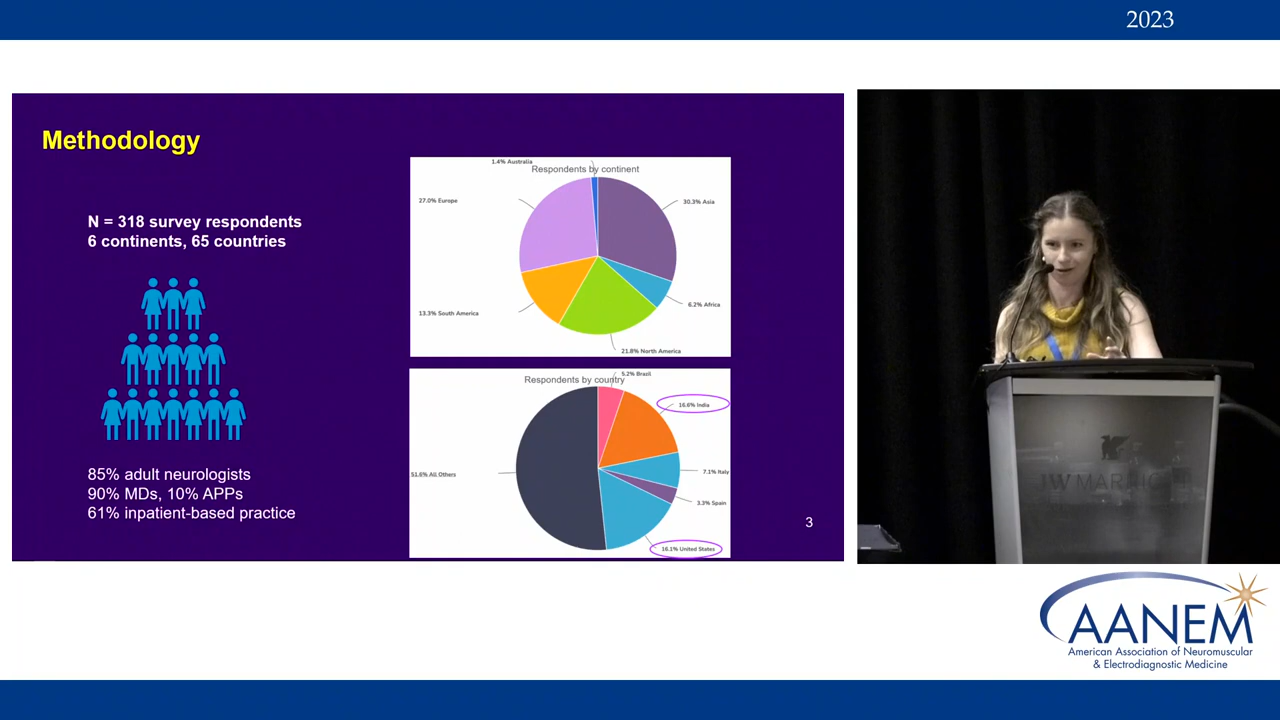 2023
Methodology
N = 318 survey respondents
6 continents, 65 countries
85% adult neurologists
90% MDs, 10% APPs
61% inpatient-based practice
Respondents by continent
1.4% Australia
27.0% Europe
30.3% Asia
6.2% Africa
13.3% South America
21.8% North America
Respondents by country
5.2% Brasil
16.6% India
51.6% All Others
7.1% Italy
3.3% Spain
16.1% United States
3
JW MARRIO
AANEM
American Association of Neuromuscular
& Electrodiagnostic Medicine